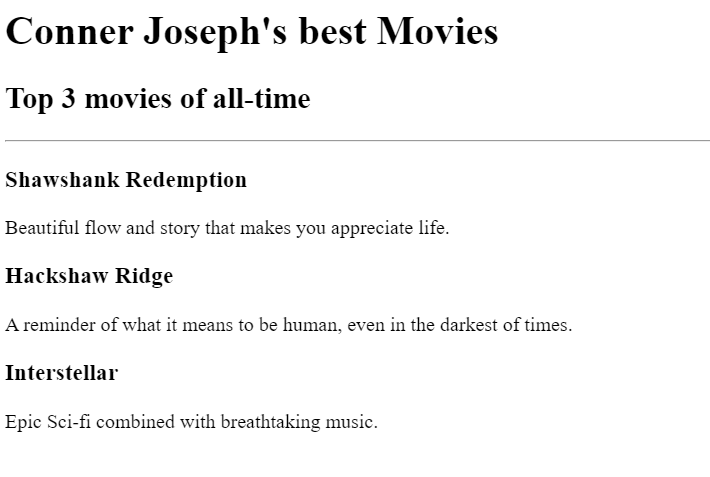 Conner Joseph's best Movies
Top 3 movies of all-time
Shawshank Redemption
Beautiful flow and story that makes you appreciate life.
Hackshaw Ridge
A reminder of what it means to be human, even in the darkest of times.
Interstellar
Epic Sci-fi combined with breathtaking music.